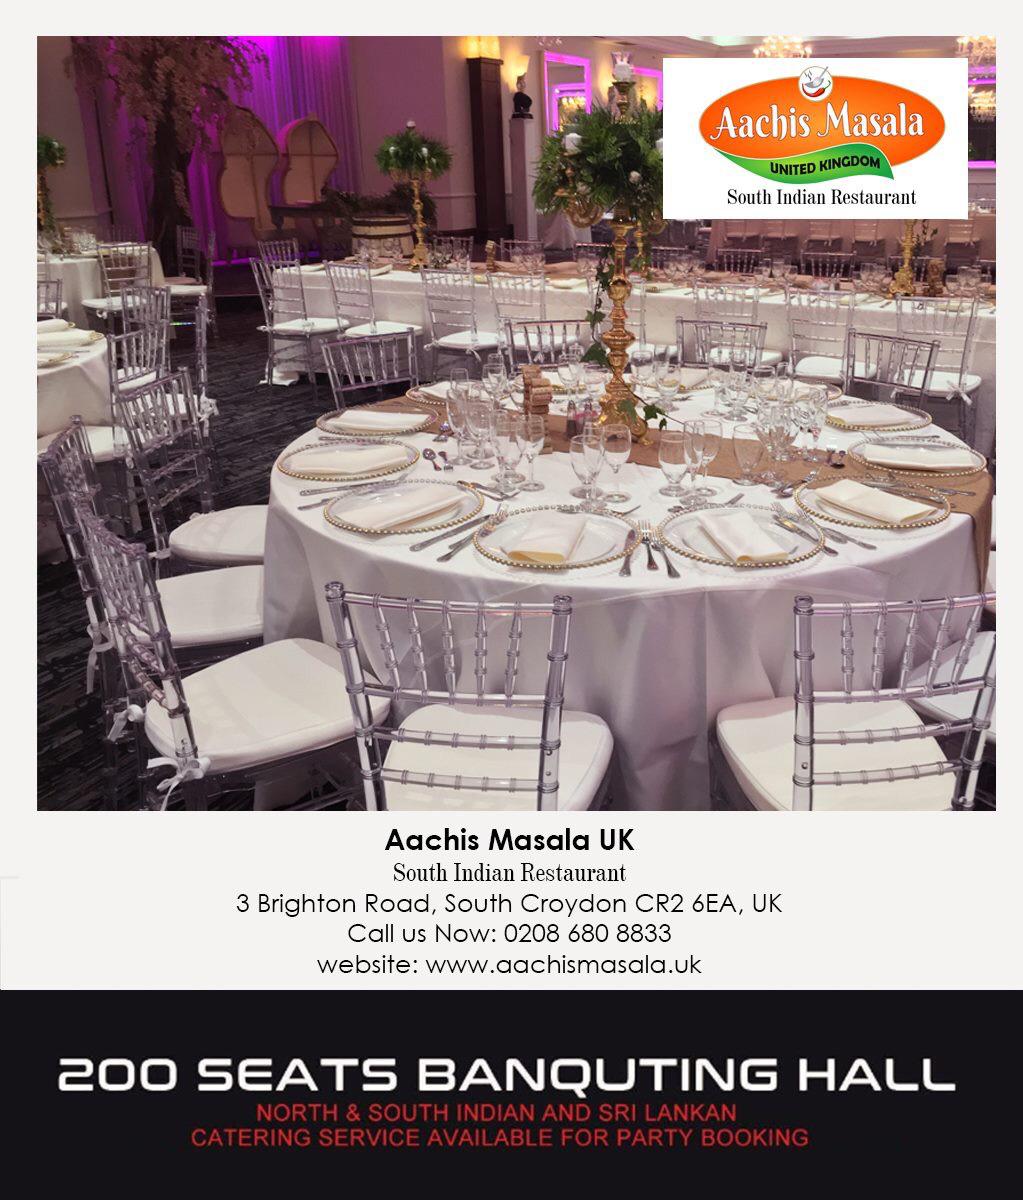 Aachis Masala
UNITED KINGDOM
South Indian Restaurant
Aachis Masala UK
South Indian Restaurant
3 Brighton Road, South Croydon CR2 6EA, UK
Call us Now: 0208 680 8833
website: www.aachismasala.uk
200 SEATS BANQUTING HALL
NORTH & SOUTH INDIAN AND SRI LANKAN
CATERING SERVICE AVAILABLE FOR PARTY BOOKING